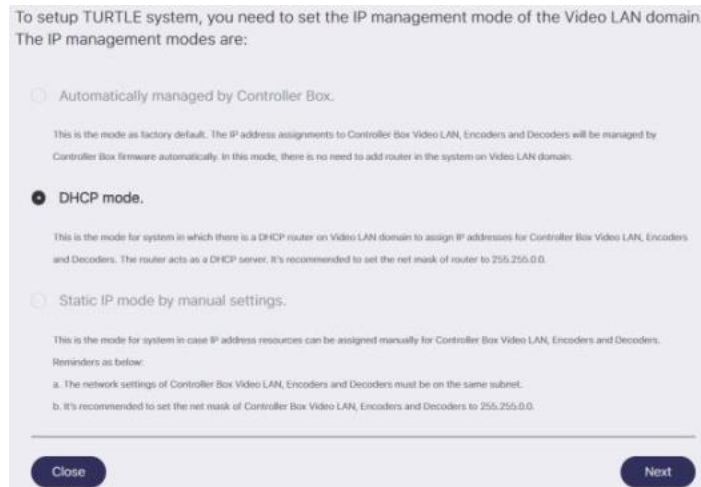 To setup TURTLE system, you need to set the IP management mode of the Video LAN domain
The IP management modes are:
Automatically managed by Controller Box.
This is the mode as factory default. The IP address assignments to Controller Box Video LAN, Encoders and Decoders will be managed by
Controller Box firmware automatically. In this mode, there is no need to add router in the system on Video LAN domain.
DHCP mode.
This is the mode for system in which there is a DHCP router on Video LAN domain to assign IP addresses for Controller Box Video LAN, Encoders
and Decoders. The router acts as a DHCP server. It's recommended to set the net mask of router to 255.255.0.0.
Static IP mode by manual settings.
This is the mode for system in case IP address resources can be assigned manually for Controller Box Video LAN, Encoders and Decoders.
Reminders as below:
a. The network settings of Controller Box Video LAN, Encoders and Decoders must be on the same subnet.
b. It's recommended to set the net mask of Controller Box Video LAN, Encoders and Decoders to 255.255.0.0.
Close
Next